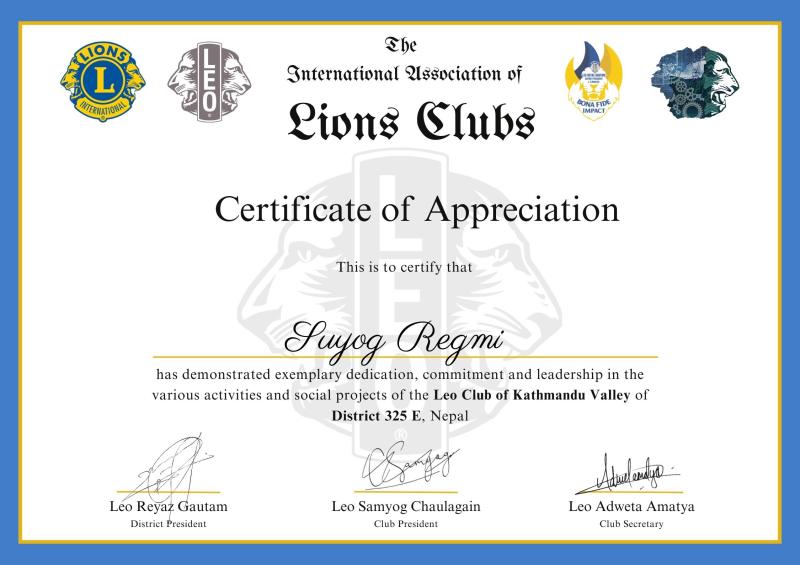 LIONS
L
INTERNATIONAL
LEO
The
International Association of
Lions Clubs
BONA FIDE
IMPACT
Certificate of Appreciation
This is to certify that
Suyog Regmi
has demonstrated exemplary dedication, commitment and leadership in the
various activities and social projects of the Leo Club of Kathmandu Valley of
District 325 E, Nepal
Leo Reyaz Gautam
District President
Leo Samyog Chaulagain
Club President
Leo Adweta Amatya
Club Secretary